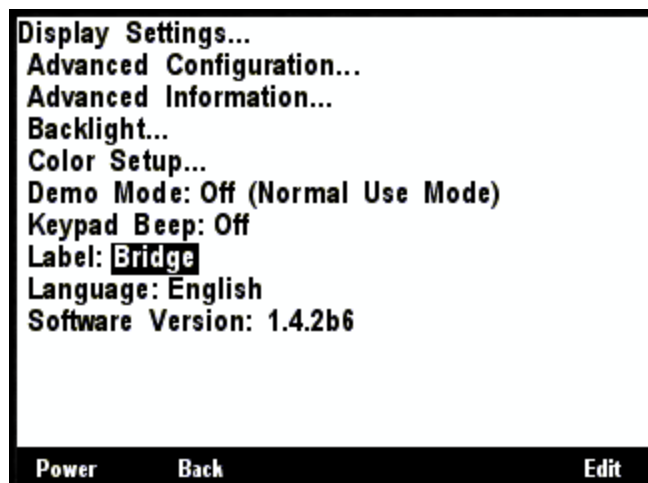 Display Settings...
Advanced Configuration...
Advanced Information...
Backlight...
Color Setup...
Demo Mode: Off (Normal Use Mode)
Keypad Beep: Off
Label: Bridge
Language: English
Software Version: 1.4.2b6
Power Back Edit